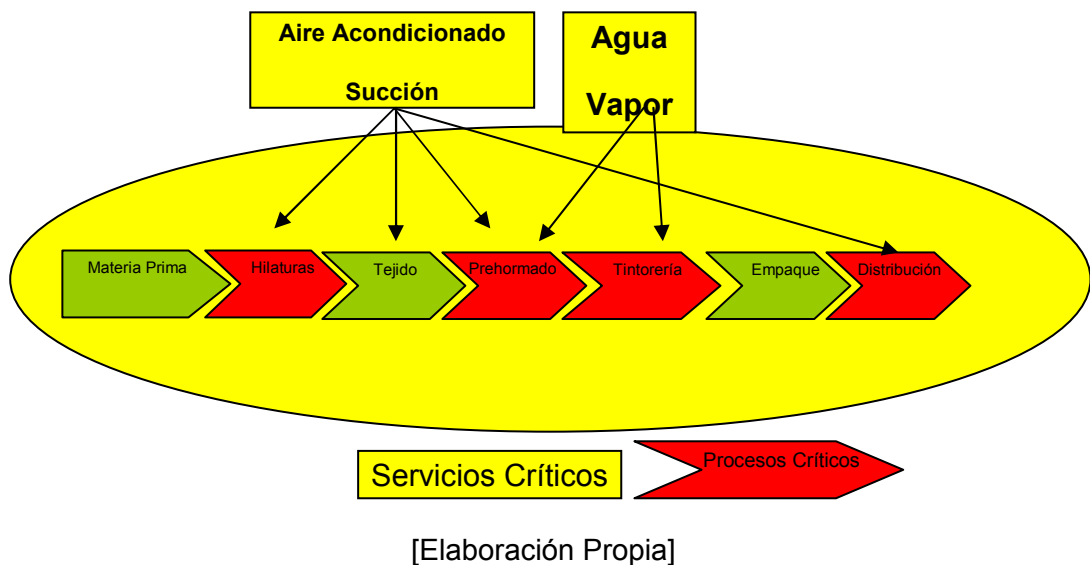 Aire Acondicionado
Succión
Agua
Vapor
Materia Prima
Hilaturas
Tejido
Prehormado
Tintorería
Empaque
Distribución
Servicios Críticos
Procesos Críticos
[Elaboración Propia]